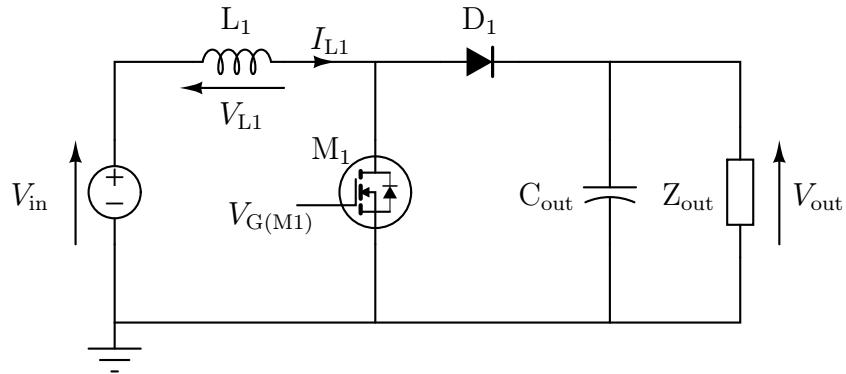 L1
D1
IL1
VL1
M1
Vin
+
−
VG(M1)
Cout
Zout
Vout